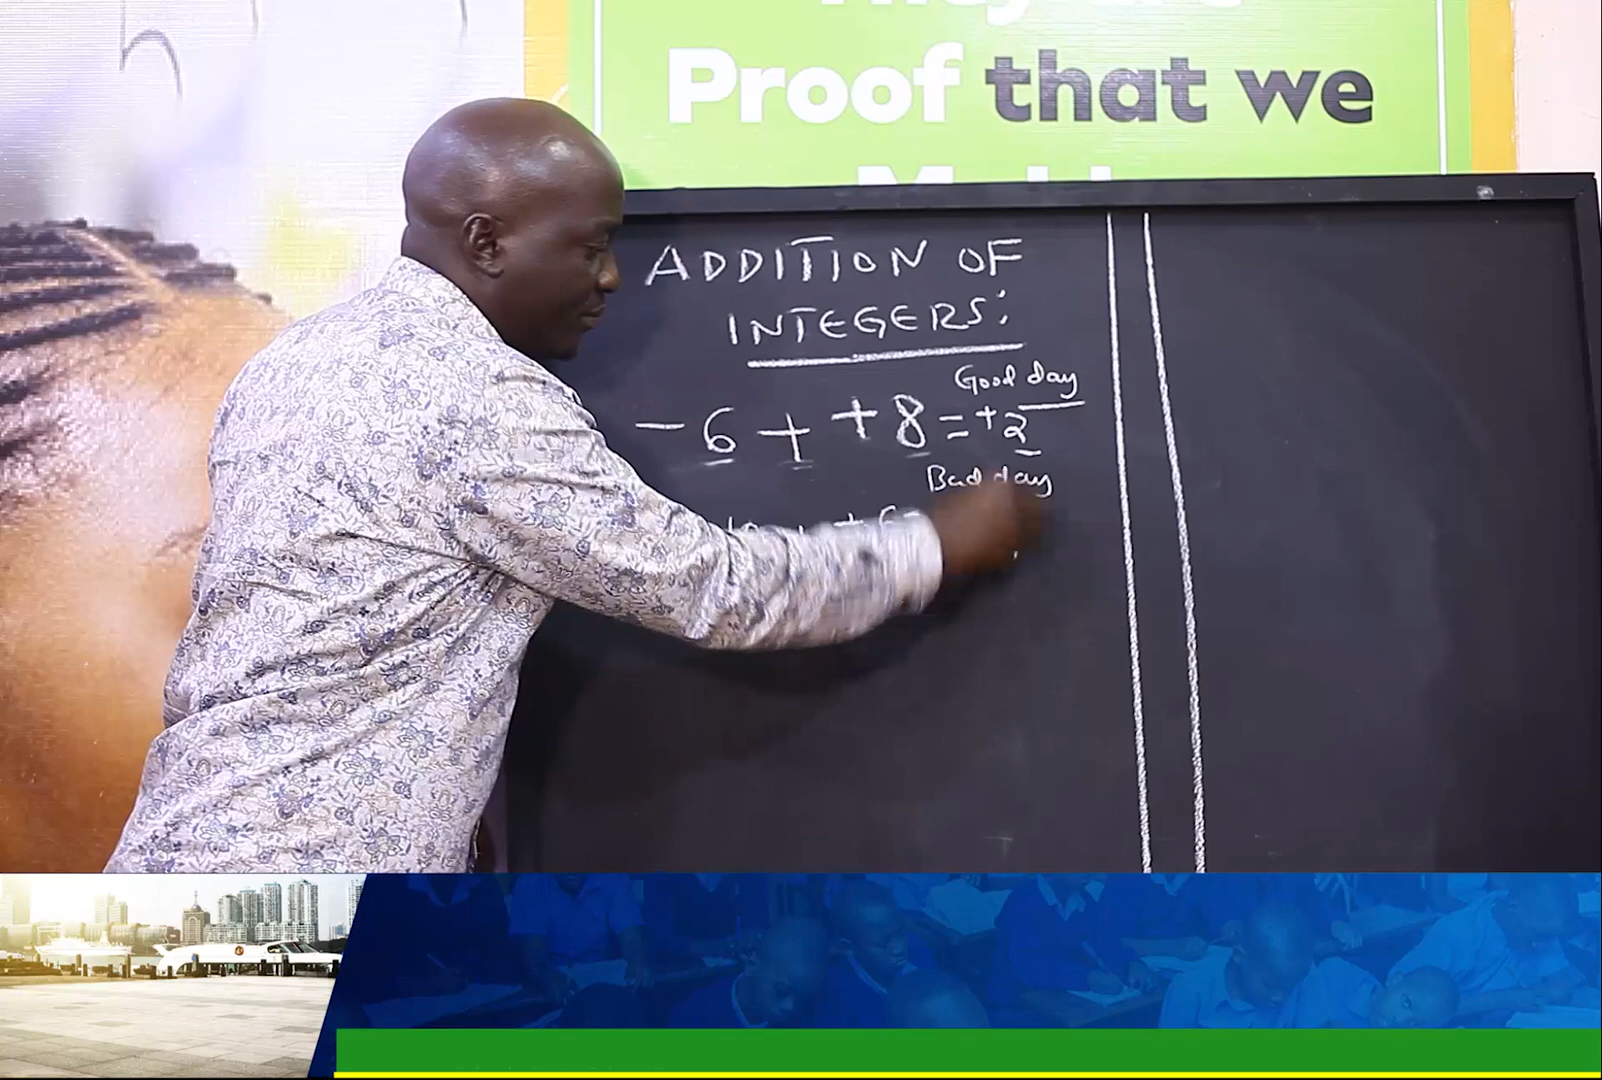 Proof that we
ADDITION OF
INTEGERS:
Good day
- 6 + +8 = +2
Bad day